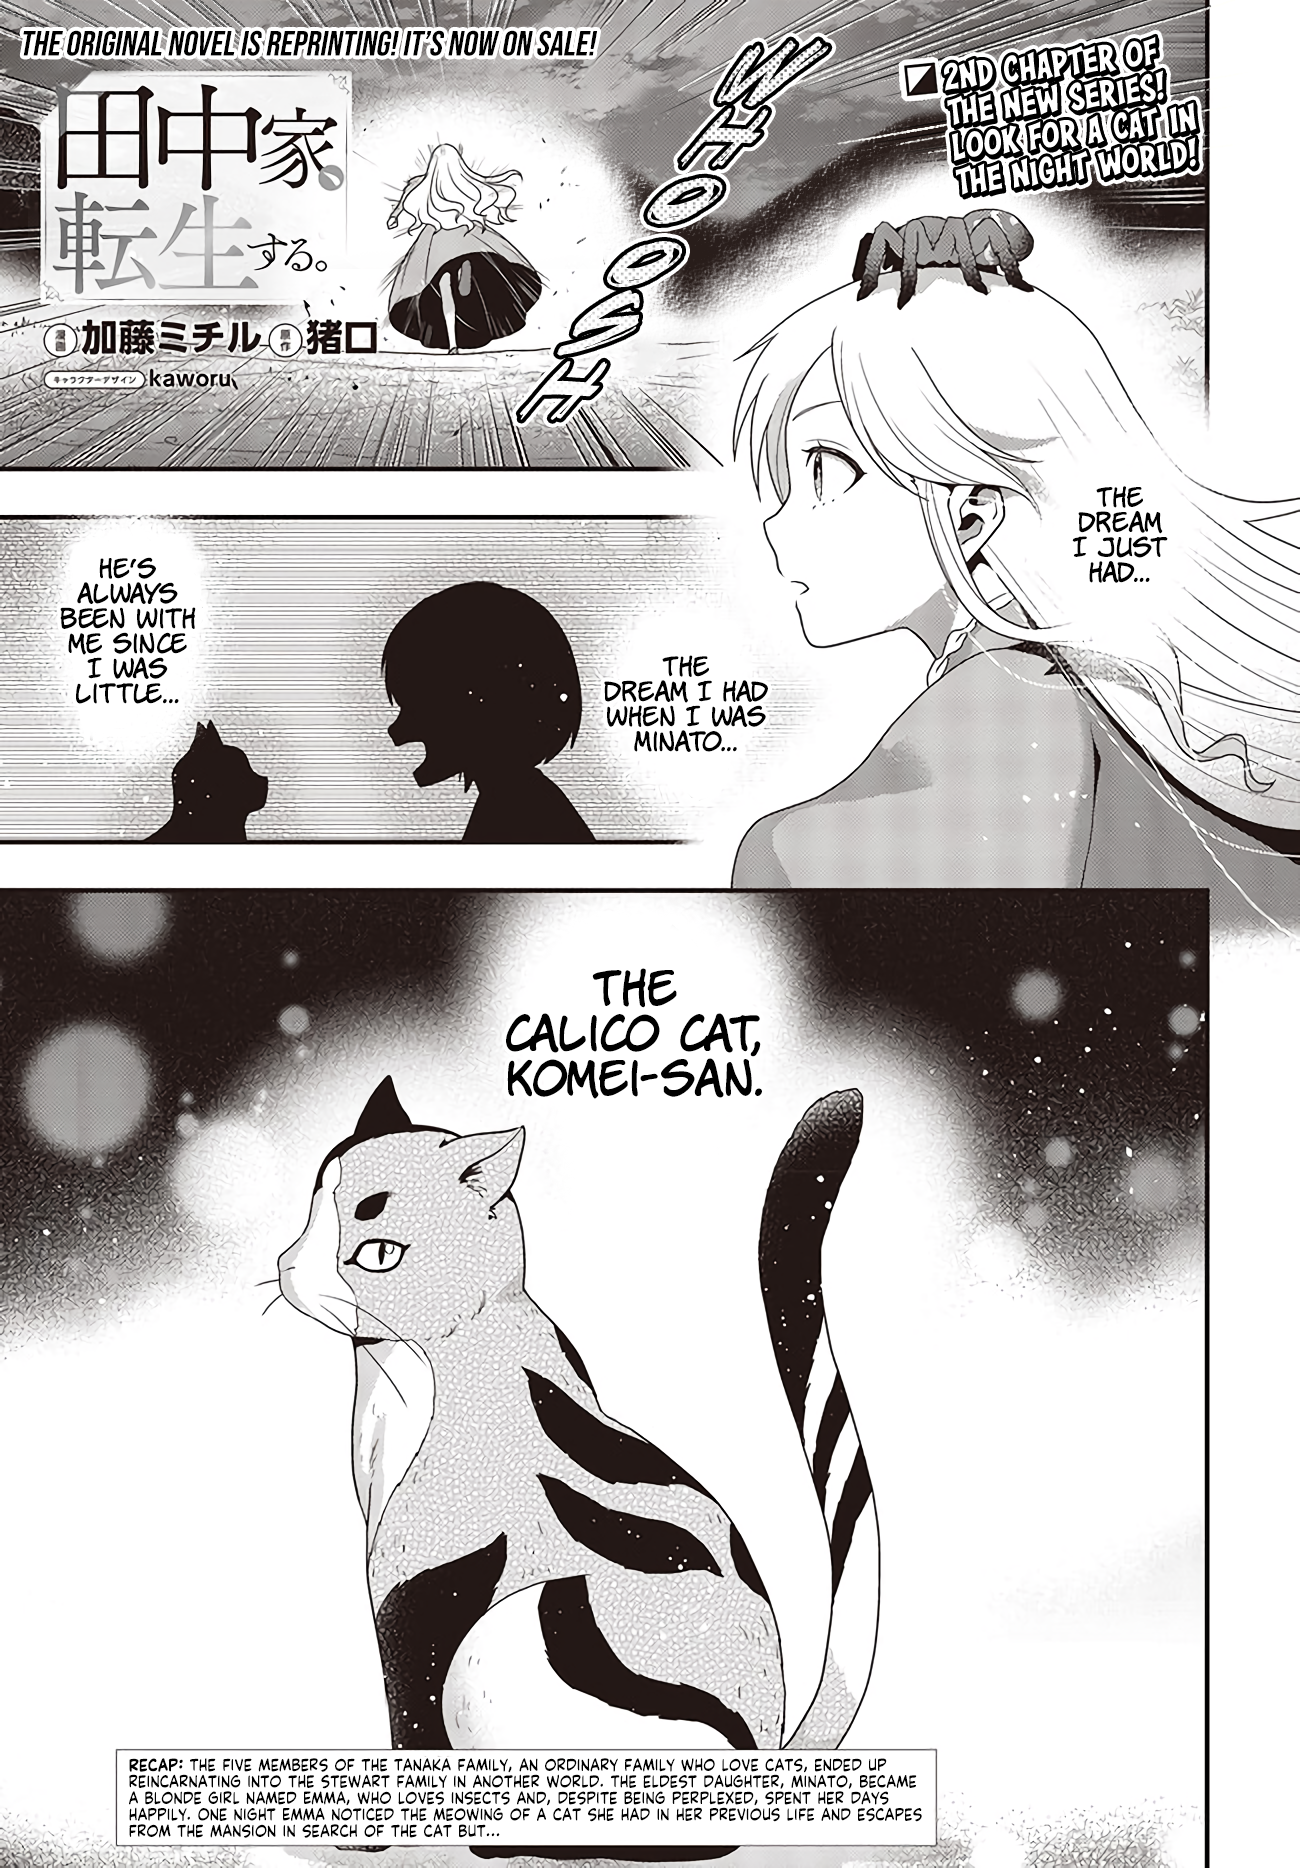 THE ORIGINAL NOVEL IS REPRINTING! IT'S NOW ON SALE!
2ND CHAPTER OF
THE NEW SERIES!
LOOK FOR A CAT IN
THE NIGHT WORLD!
田中家、
転生する。
漫画 加藤ミチル 原作 猪口
キャラクターデザイン kaworu
WHOOOSH
THE
DREAM
I JUST
HAD...
THE
DREAM I HAD
WHEN I WAS
MINATO...
HE'S
ALWAYS
BEEN WITH
ME SINCE
I WAS
LITTLE...
THE
CALICO CAT,
KOMEI-SAN.
RECAP: THE FIVE MEMBERS OF THE TANAKA FAMILY, AN ORDINARY FAMILY WHO LOVE CATS, ENDED UP
REINCARNATING INTO THE STEWART FAMILY IN ANOTHER WORLD. THE ELDEST DAUGHTER, MINATO, BECAME
A BLONDE GIRL NAMED EMMA, WHO LOVES INSECTS AND, DESPITE BEING PERPLEXED, SPENT HER DAYS
HAPPILY. ONE NIGHT EMMA NOTICED THE MEOWING OF A CAT SHE HAD IN HER PREVIOUS LIFE AND ESCAPES
FROM THE MANSION IN SEARCH OF THE CAT BUT...